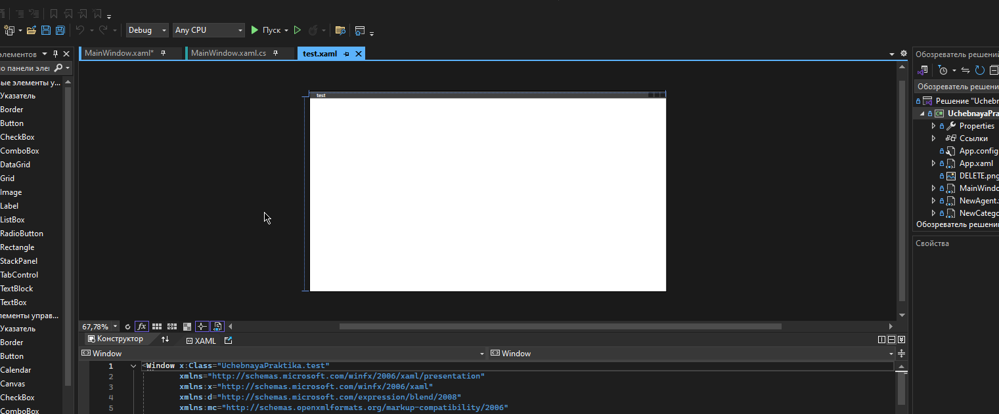 Debug Any CPU Пуск
элементов
MainWindow.xaml* MainWindow.xaml.cs test.xaml
Обозреватель решений
о панели эле
ые элементы у...
Указатель
Border
Button
CheckBox
ComboBox
DataGrid
Grid
Image
Label
ListBox
RadioButton
Rectangle
StackPanel
TabControl
TextBlock
TextBox
лементы управ...
Указатель
Border
Button
Calendar
Canvas
CheckBox
ComboBox
test
67,78% fx
Конструктор XAML
Window Window
1 <Window x:Class="UchebnayaPraktika.test"
2 xmlns="http://schemas.microsoft.com/winfx/2006/xaml/presentation"
3 xmlns:x="http://schemas.microsoft.com/winfx/2006/xaml"
4 xmlns:d="http://schemas.microsoft.com/expression/blend/2008"
5 xmlns:mc="http://schemas.openxmlformats.org/markup-compatibility/2006"
Обозреватель решени
Решение "Uchebn
C# UchebnayaPra
Properties
Ссылки
App.config
App.xaml
DELETE.png
MainWindo
NewAgent.
NewCatego
Обозреватель решени
Свойства